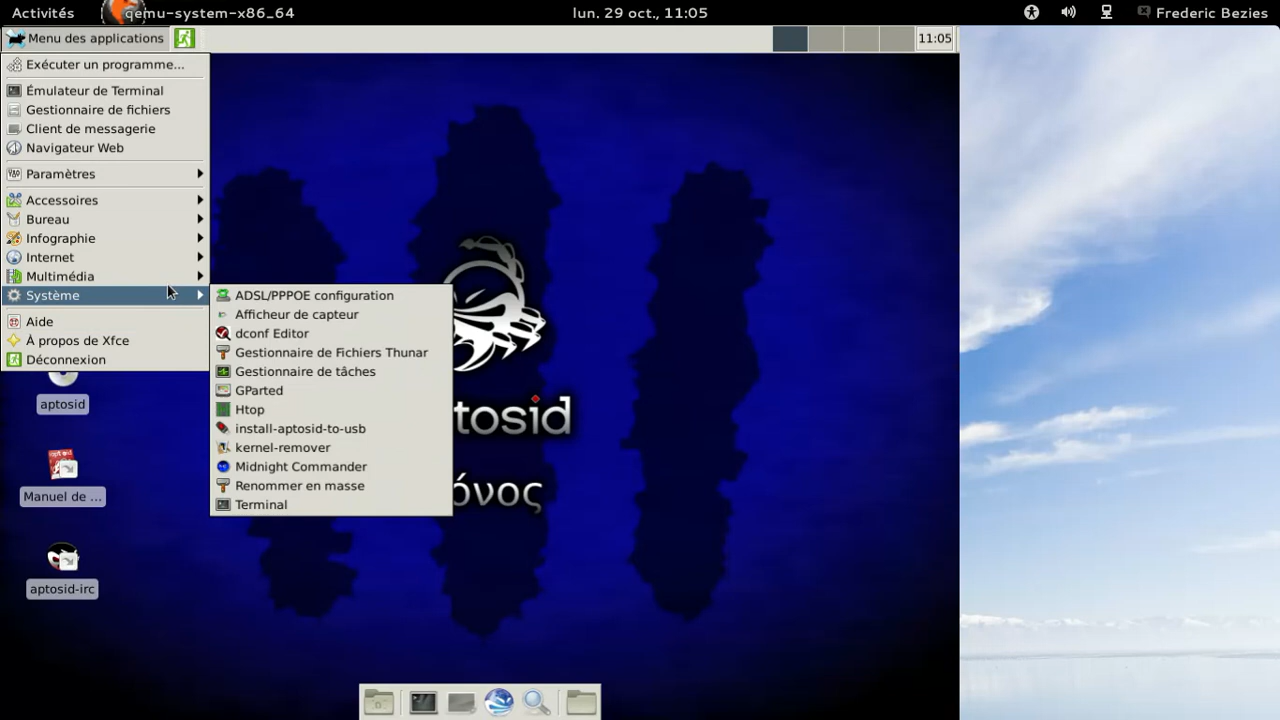 Activités
qemu-system-x86_64
lun. 29 oct., 11:05
Frederic Bezies
Menu des applications
11:05
Exécuter un programme...
Émulateur de Terminal
Gestionnaire de fichiers
Client de messagerie
Navigateur Web
Paramètres
Accessoires
Bureau
Infographie
Internet
Multimédia
Système
Aide
À propos de Xfce
Déconnexion
ADSL/PPPOE configuration
Afficheur de capteur
dconf Editor
Gestionnaire de Fichiers Thunar
Gestionnaire de tâches
GParted
Htop
install-aptosid-to-usb
kernel-remover
Midnight Commander
Renommer en masse
Terminal
aptosid
Manuel de ...
aptosid-irc
tosid
όνος